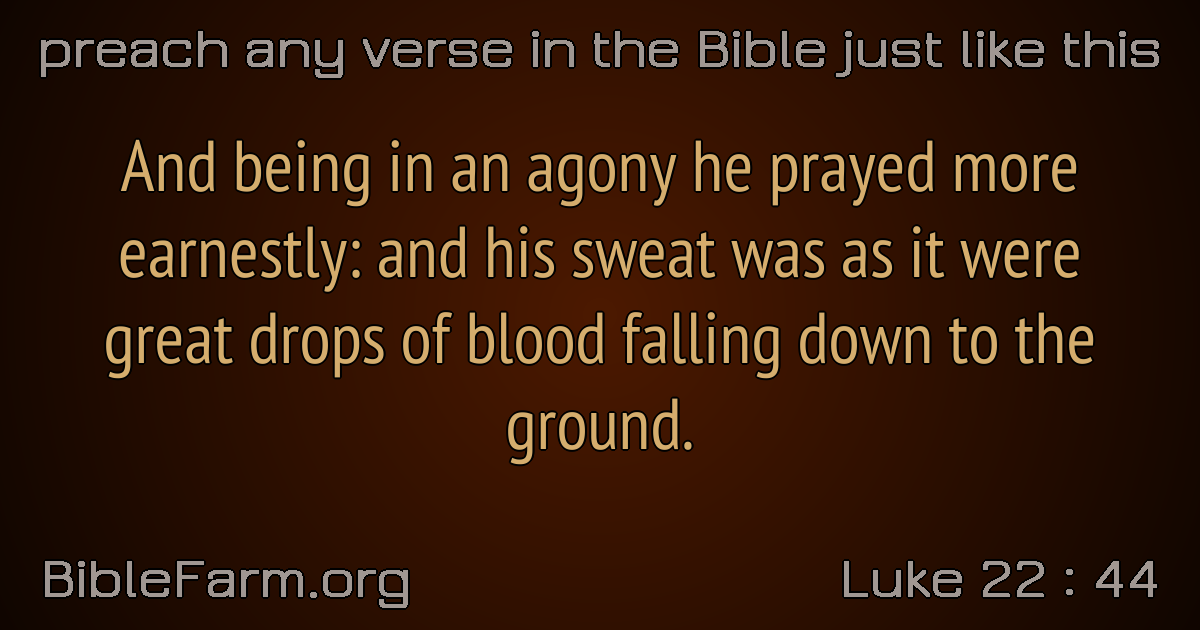 preach any verse in the Bible just like this
And being in an agony he prayed more
earnestly: and his sweat was as it were
great drops of blood falling down to the
ground.
BibleFarm.org
Luke 22 : 44